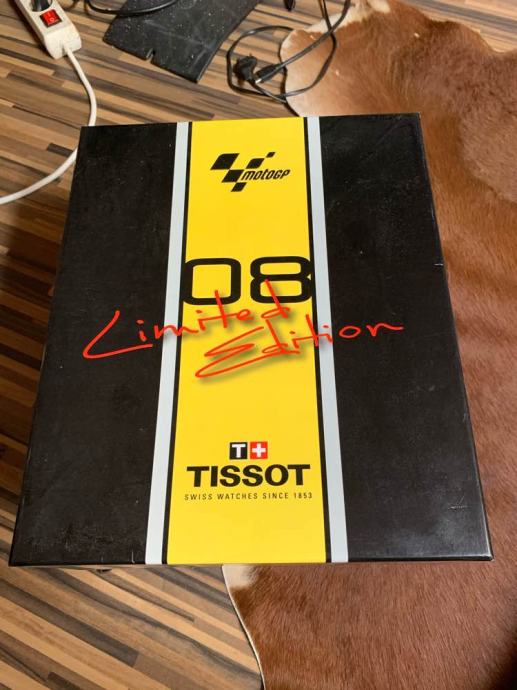 motoGP
08
Limited
Edition
T+
TISSOT
SWISS WATCHES SINCE 1853